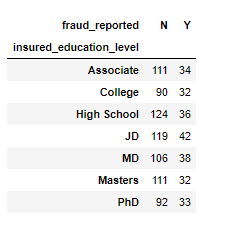 fraud_reported N Y
insured_education_level
Associate 111 34
College 90 32
High School 124 36
JD 119 42
MD 106 38
Masters 111 32
PhD 92 33